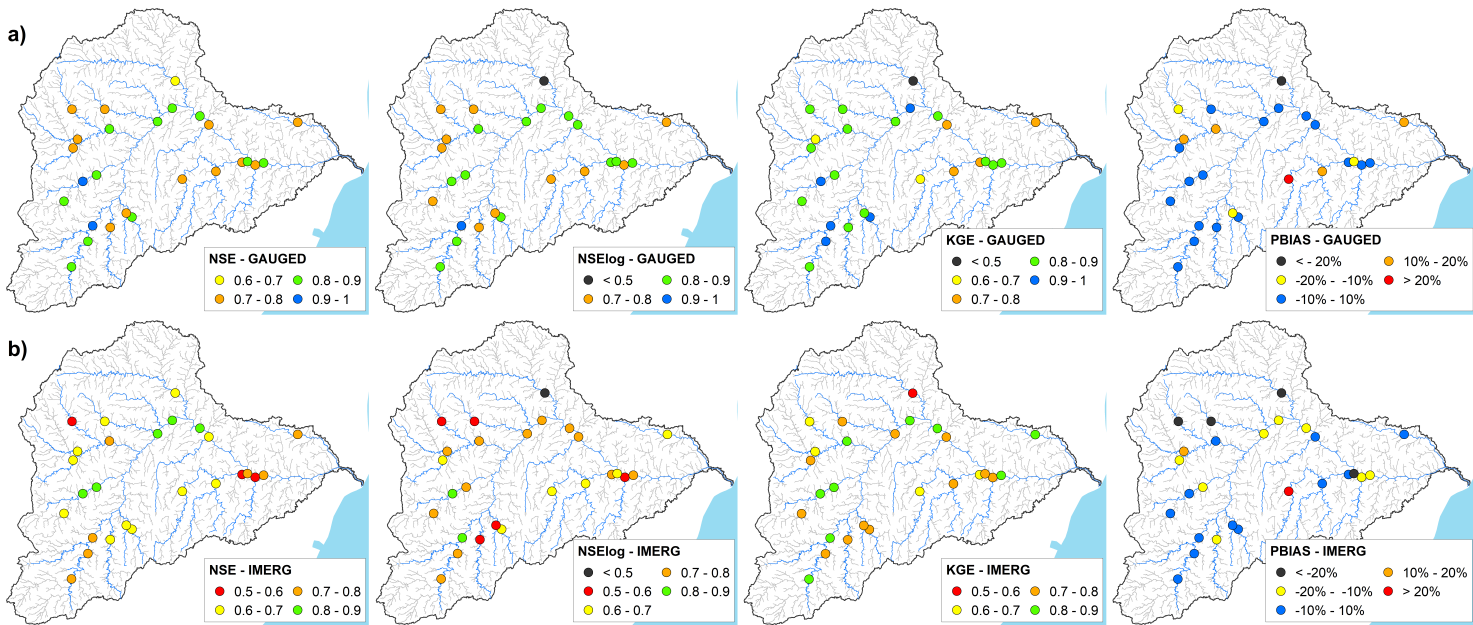 a)
NSE - GAUGED
0.6 - 0.7 0.8 - 0.9
0.7 - 0.8 0.9 - 1
NSElog - GAUGED
< 0.5 0.8 - 0.9
0.7 - 0.8 0.9 - 1
KGE - GAUGED
< 0.5 0.8 - 0.9
0.6 - 0.7 0.9 - 1
0.7 - 0.8
PBIAS - GAUGED
< - 20% 10% - 20%
-20% - -10% > 20%
-10% - 10%
b)
NSE - IMERG
0.5 - 0.6 0.7 - 0.8
0.6 - 0.7 0.8 - 0.9
NSElog - IMERG
< 0.5 0.7 - 0.8
0.5 - 0.6 0.8 - 0.9
0.6 - 0.7
KGE - IMERG
0.5 - 0.6 0.7 - 0.8
0.6 - 0.7 0.8 - 0.9
PBIAS - IMERG
< -20% 10% - 20%
-20% - -10% > 20%
-10% - 10%